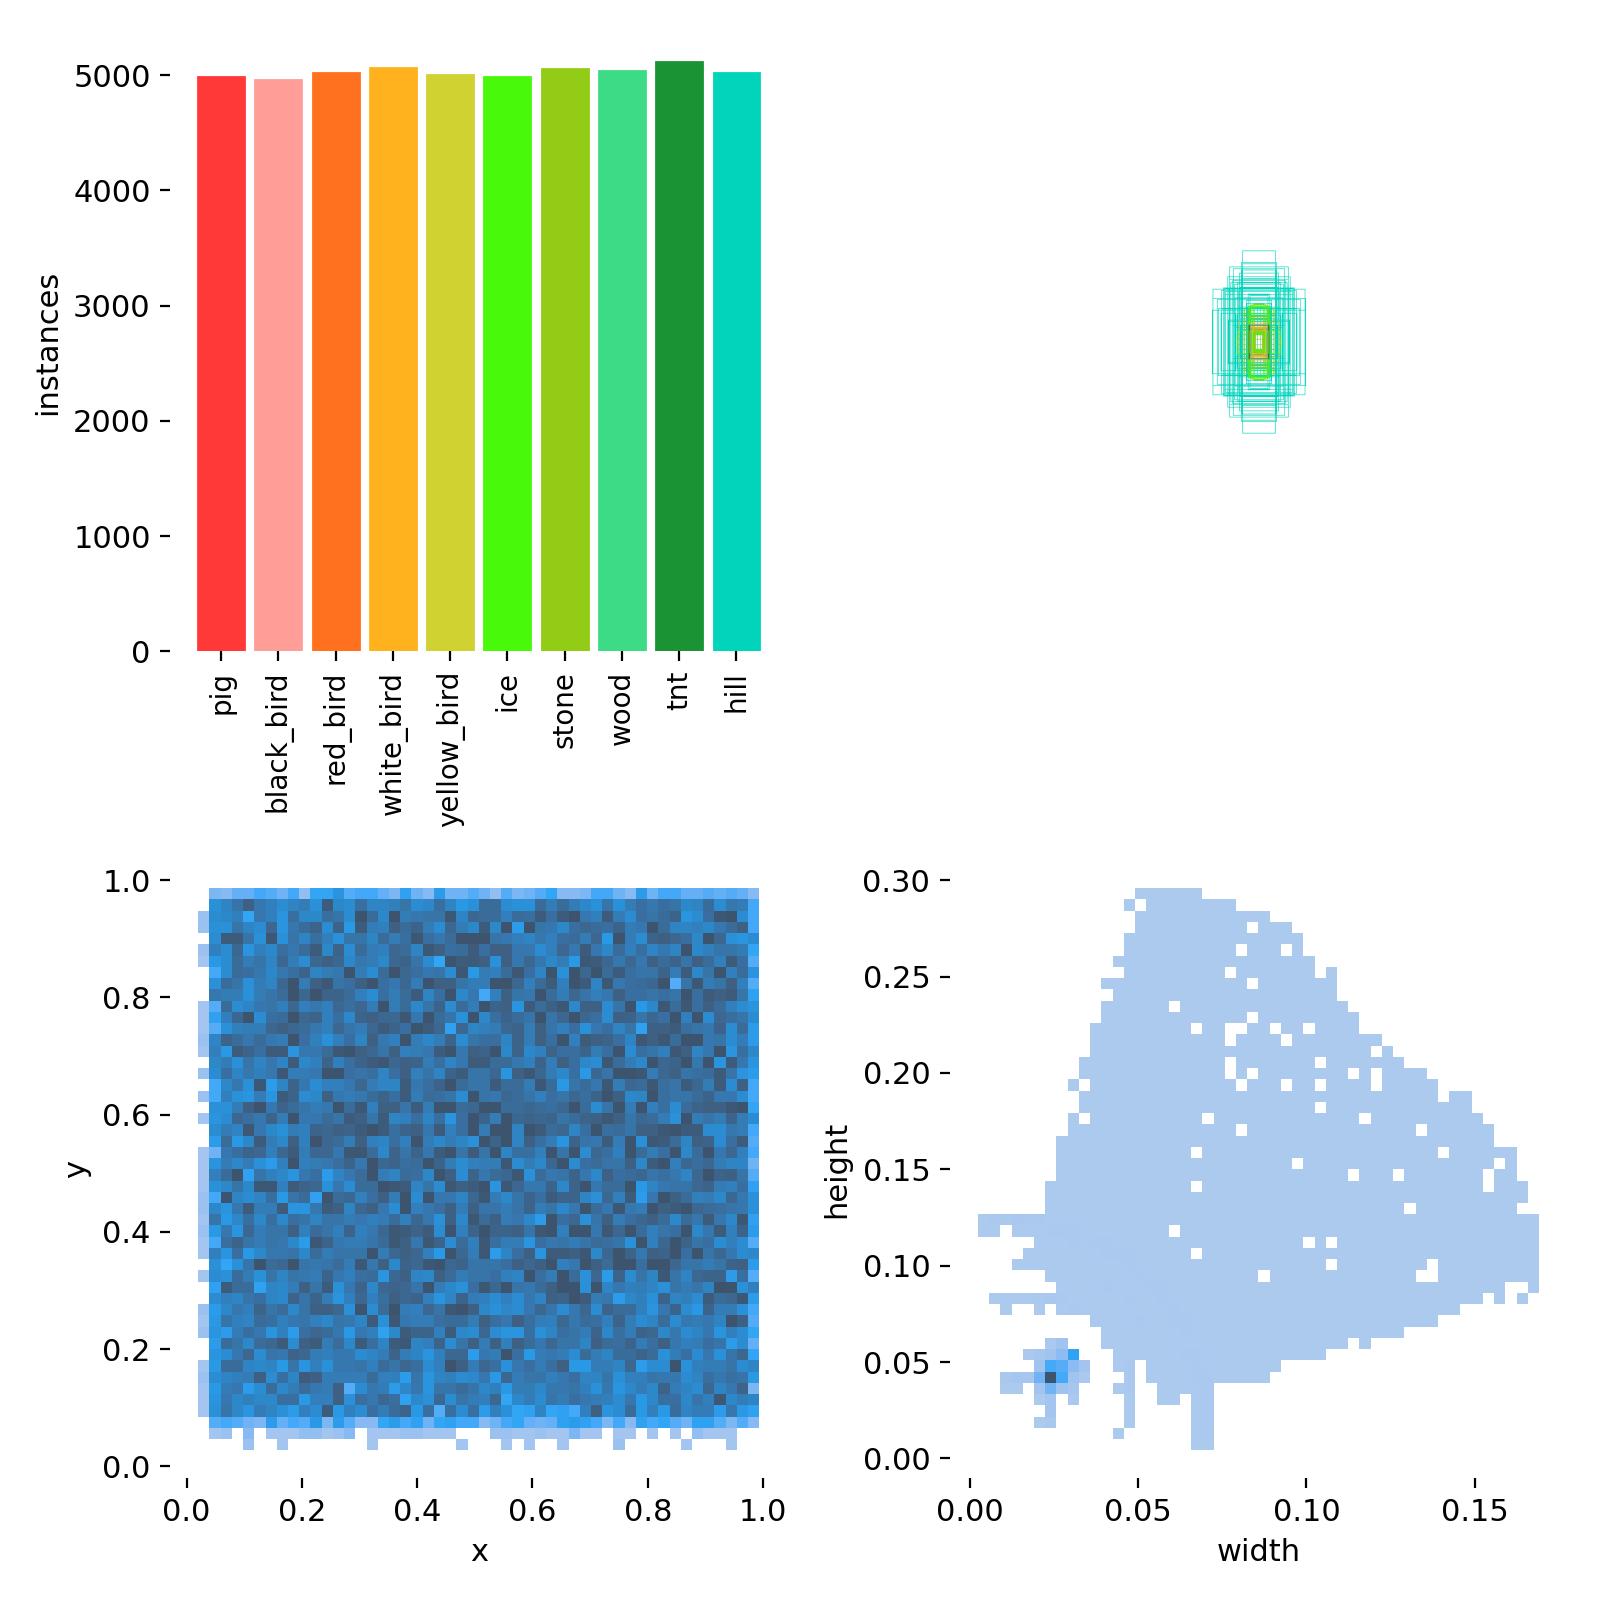 5000
4000
3000
2000
1000
0
instances
pig
black_bird
red_bird
white_bird
yellow_bird
ice
stone
wood
tnt
hill
1.0
0.8
0.6
0.4
0.2
0.0
y
0.0 0.2 0.4 0.6 0.8 1.0
x
0.30
0.25
0.20
0.15
0.10
0.05
0.00
height
0.00 0.05 0.10 0.15
width